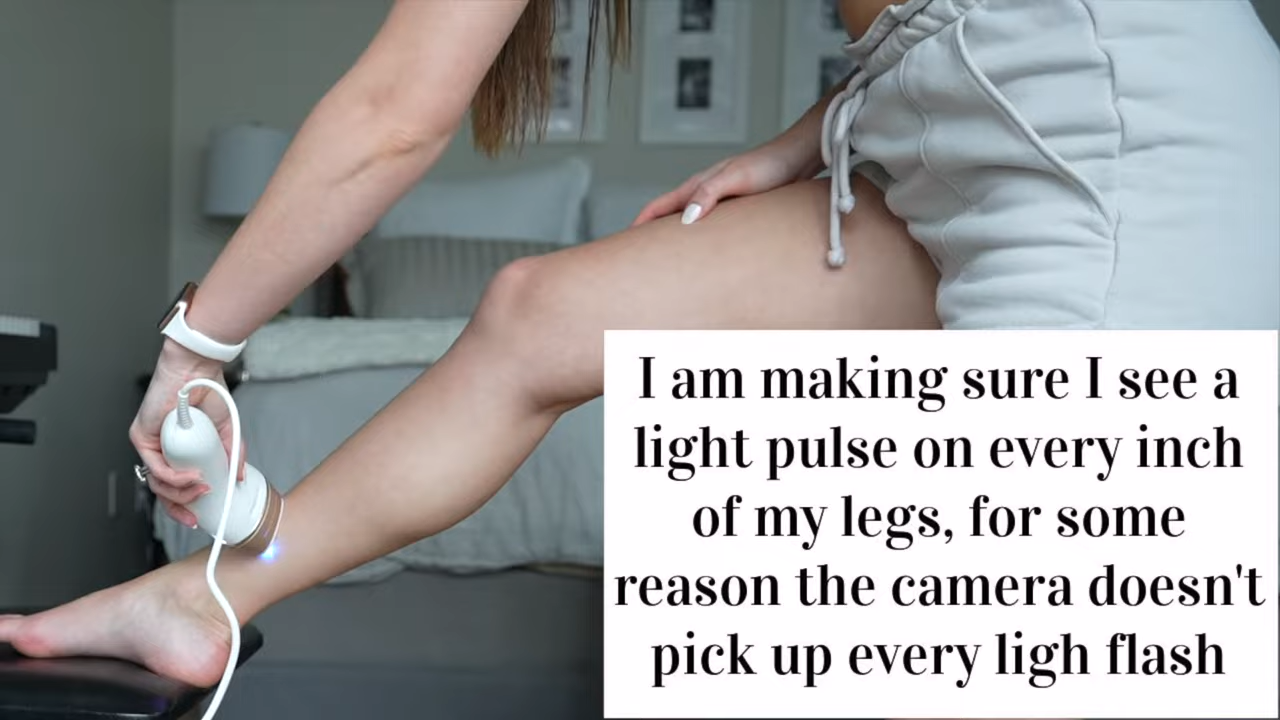 I am making sure I see a
light pulse on every inch
of my legs, for some
reason the camera doesn't
pick up every ligh flash